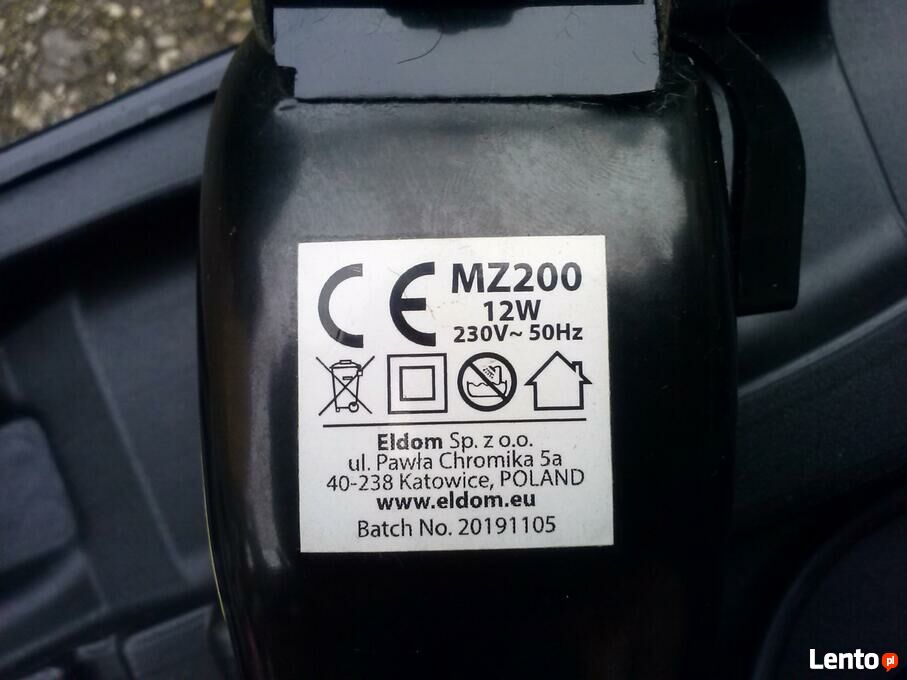 CE MZ200
12W
230V~ 50Hz
Eldom Sp. z o.o.
ul. Pawła Chromika 5a
40-238 Katowice, POLAND
www.eldom.eu
Batch No. 20191105
Lento.pl